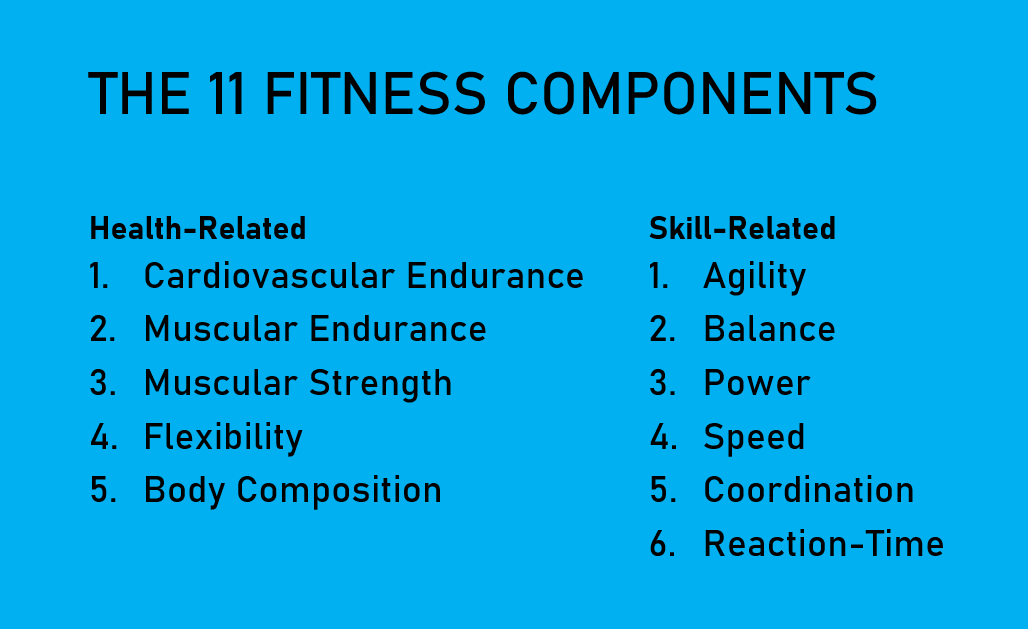 THE 11 FITNESS COMPONENTS
Health-Related
1. Cardiovascular Endurance
2. Muscular Endurance
3. Muscular Strength
4. Flexibility
5. Body Composition
Skill-Related
1. Agility
2. Balance
3. Power
4. Speed
5. Coordination
6. Reaction-Time